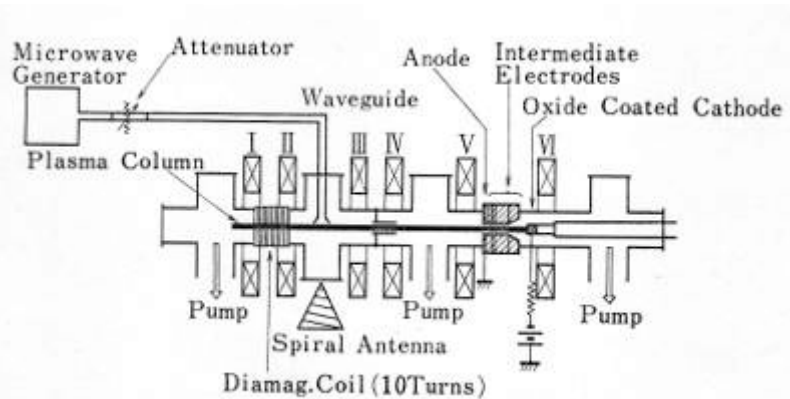 Microwave
Generator
Attenuator
Waveguide
Anode
Intermediate
Electrodes
Oxide Coated Cathode
Plasma Column
I
II
III
IV
V
VI
Pump
Pump
Pump
Spiral Antenna
Diamag.Coil(10Turns)